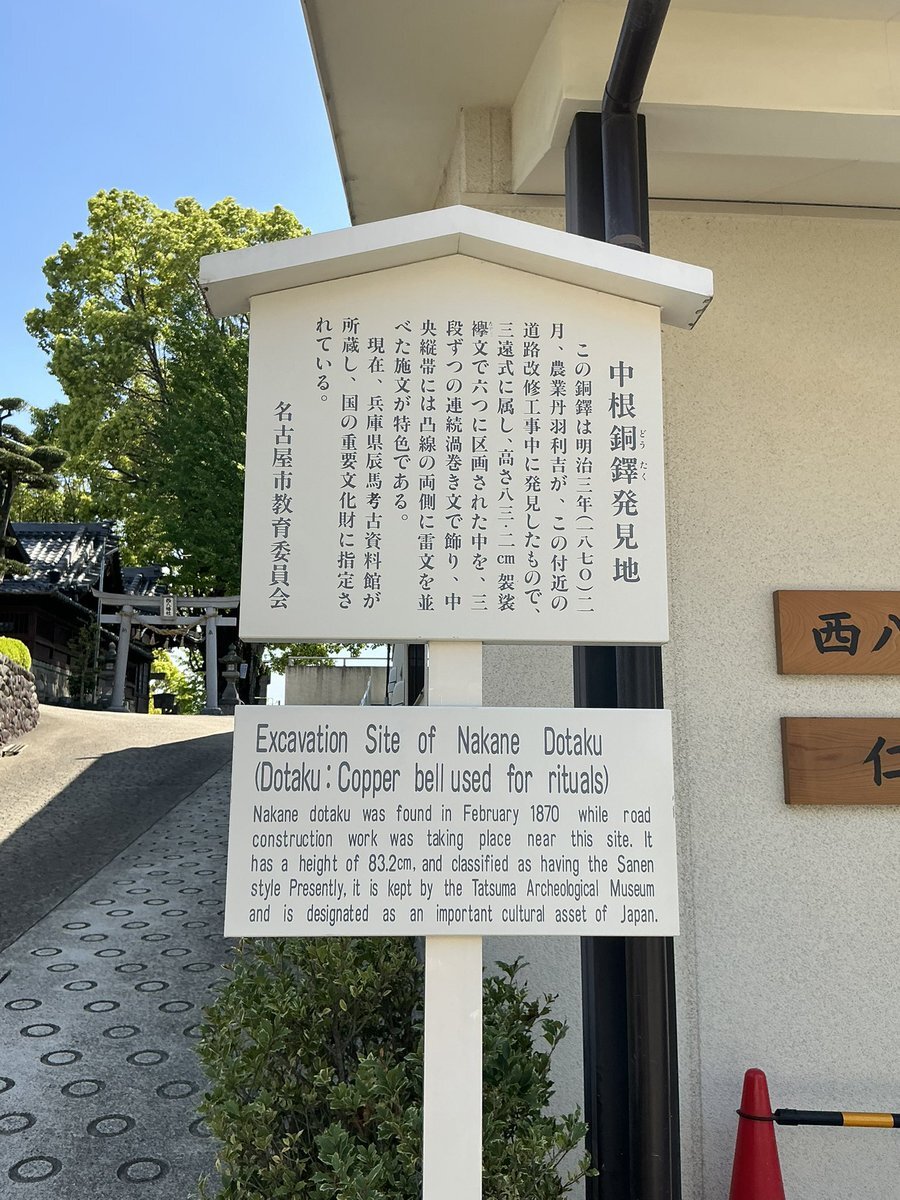 中根銅鐸発見地
どうたく
この銅鐸は明治三年(一八七〇)二
月、農業丹羽利吉が、この付近の
道路改修工事中に発見したもので、
三遠式に属し、高さ八三・二㎝袈裟
襷文で六つに区画された中を、三
段ずつの連続渦巻き文で飾り、中
央縦帯には凸線の両側に雷文を並
べた施文が特色である。
現在、兵庫県辰馬考古資料館が
所蔵し、国の重要文化財に指定さ
れている。
名古屋市教育委員会
Excavation Site of Nakane Dotaku
(Dotaku:Copper bell used for rituals)
Nakane dotaku was found in February 1870 while road
construction work was taking place near this site. It
has a height of 83.2cm, and classified as having the Sanen
style Presently, it is kept by the Tatsuma Archeological Museum
and is designated as an important cultural asset of Japan.
西八
仁